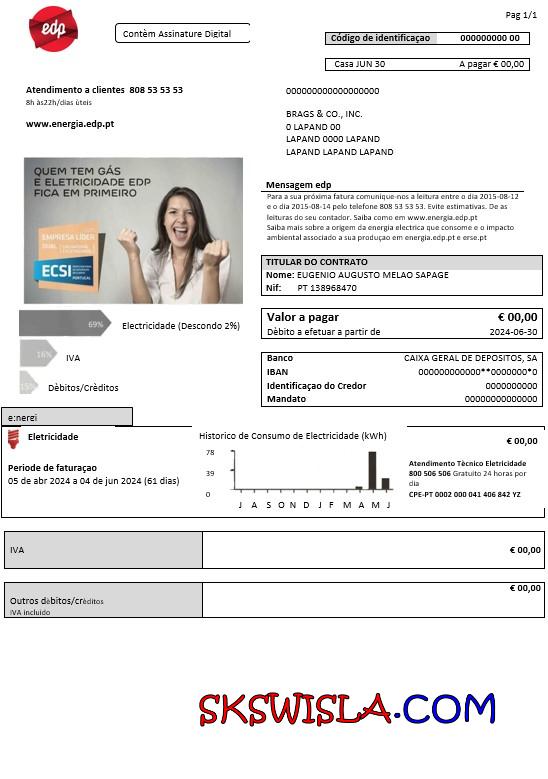 Pag 1/1
edp
Contèm Assinature Digital
Código de identificaçao 000000000 00
Casa JUN 30 A pagar € 00,00
Atendimento a clientes 808 53 53 53
8h às22h/dias ùteis
www.energia.edp.pt
0000000000000000000
BRAGS & CO., INC.
0 LAPAND 00
LAPAND 0000 LAPAND
LAPAND LAPAND LAPAND
QUEM TEM GÁS
E ELETRICIDADE EDP
FICA EM PRIMEIRO
EMPRESA LÍDER
DUAL
ECSI
PORTUGAL
Mensagem edp
Para a sua próxima fatura comunique-nos a leitura entre o dia 2015-08-12
e o dia 2015-08-14 pelo telefone 808 53 53 53. Evite estimativas. De as
leituras do seu contador. Saiba como em www.energia.edp.pt
Saiba mais sobre a origem da energia electrica que consome e o impacto
ambiental associado a sua produçao em energia.edp.pt e erse.pt
TITULAR DO CONTRATO
Nome: EUGENIO AUGUSTO MELAO SAPAGE
Nif: PT 138968470
Valor a pagar € 00,00
Dèbito a efetuar a partir de 2024-06-30
69% Electricidade (Descondo 2%)
16% IVA
15% Dèbitos/Crèditos
Banco CAIXA GERAL DE DEPOSITOS, SA
IBAN 000000000000**0000000*0
Identificaçao do Credor 0000000000
Mandato 00000000000000
e:nergi
Eletricidade
Periode de faturaçao
05 de abr 2024 a 04 de jun 2024 (61 dias)
Historico de Consumo de Electricidade (kWh)
78
39
0
J A S O N D J F M A M J
€ 00,00
Atendimento Tècnico Eletricidade
800 506 506 Gratuito 24 horas por
dia
CPE-PT 0002 000 041 406 842 YZ
IVA € 00,00
Outros dèbitos/crèditos € 00,00
IVA incluido
SKSWISLA.COM